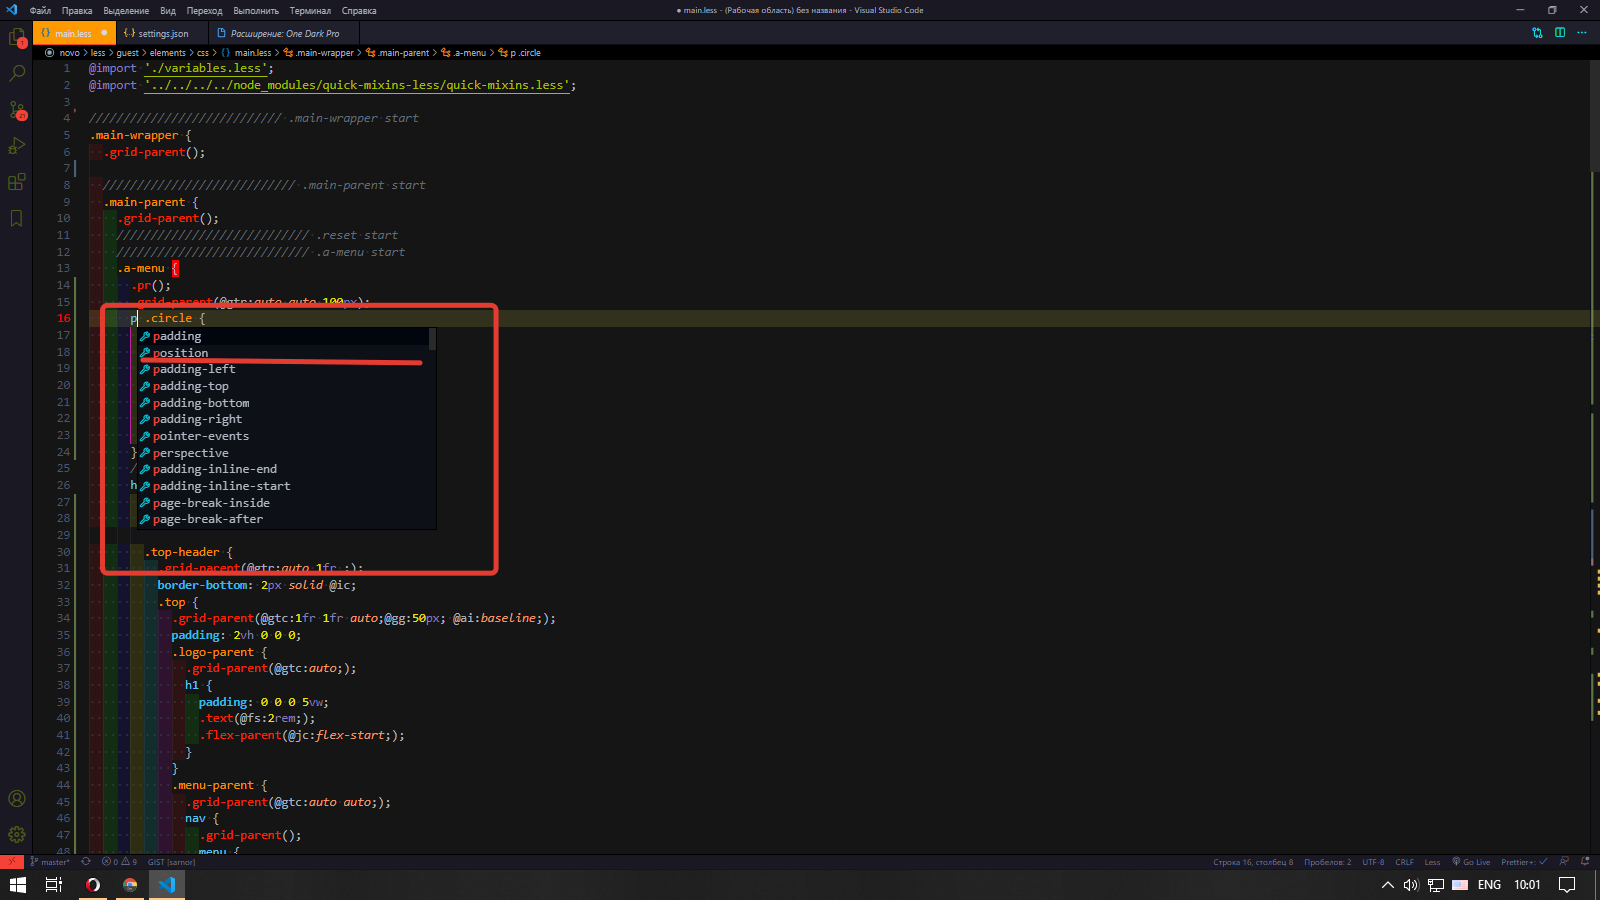 Файл Правка Выделение Вид Переход Выполнить Терминал Справка
● main.less - (Рабочая область) без названия - Visual Studio Code
{} main.less ● {.} settings.json Расширение: One Dark Pro
novo > less > guest > elements > css > {} main.less > .main-wrapper > .main-parent > .a-menu > p .circle
1 @import './variables.less';
2 @import '../../../../node_modules/quick-mixins-less/quick-mixins.less';
3
4 //////////////////////////// .main-wrapper start
5 .main-wrapper {
6 .grid-parent();
7
8 //////////////////////////// .main-parent start
9 .main-parent {
10 .grid-parent();
11 //////////////////////////// .reset start
12 //////////////////////////// .a-menu start
13 .a-menu {
14 .pr();
15 .grid-parent(@gtr:auto auto 100px);
16 p .circle {
17 padding
18 position
19 padding-left
20 padding-top
21 padding-bottom
22 padding-right
23 pointer-events
24 } perspective
25 / padding-inline-end
26 h padding-inline-start
27 page-break-inside
28 page-break-after
29
30 .top-header {
31 .grid-parent(@gtr:auto 1fr ;);
32 border-bottom: 2px solid @ic;
33 .top {
34 .grid-parent(@gtc:1fr 1fr auto;@gg:50px; @ai:baseline;);
35 padding: 2vh 0 0 0;
36 .logo-parent {
37 .grid-parent(@gtc:auto;);
38 h1 {
39 padding: 0 0 0 5vw;
40 .text(@fs:2rem;);
41 .flex-parent(@jc:flex-start;);
42 }
43 }
44 .menu-parent {
45 .grid-parent(@gtc:auto auto;);
46 nav {
47 .grid-parent();
48 menu {
1
21
master* 0 9 GIST [sarnor]
Строка 16, столбец 8 Пробелов: 2 UTF-8 CRLF Less Go Live Prettier+: ✓
ENG 10:01